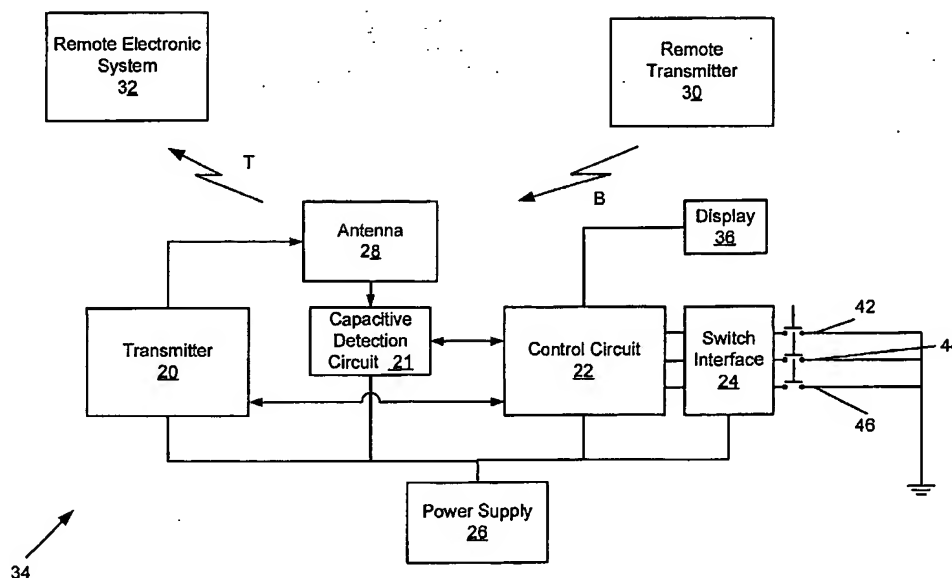 Remote Electronic
System
32
Remote
Transmitter
30
T
B
Antenna
28
Display
36
Transmitter
20
Capacitive
Detection
Circuit 21
Control Circuit
22
Switch
Interface
24
42
44
46
Power Supply
26
34